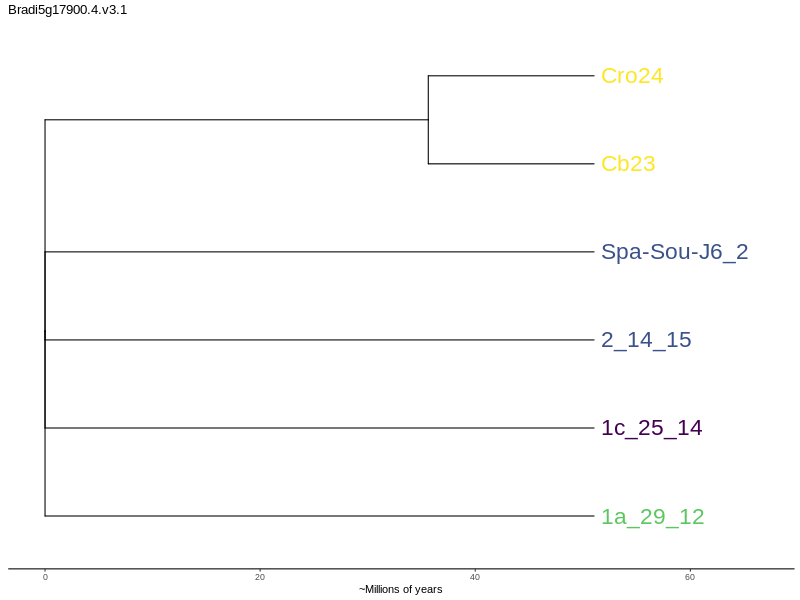 Bradi5g17900.4.v3.1
Cro24
Cb23
Spa-Sou-J6_2
2_14_15
1c_25_14
1a_29_12
0 20 40 60
~Millions of years